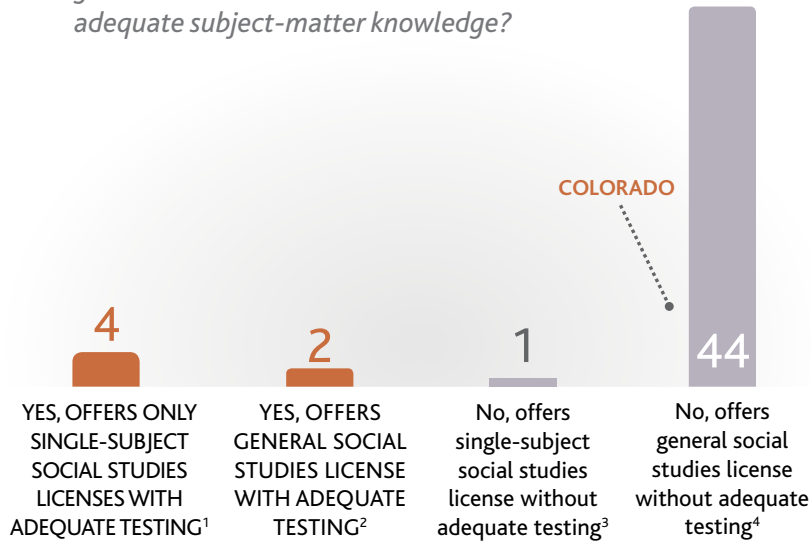 adequate subject-matter knowledge?
COLORADO
4
2
1
44
YES, OFFERS ONLY
SINGLE-SUBJECT
SOCIAL STUDIES
LICENSES WITH
ADEQUATE TESTING¹
YES, OFFERS
GENERAL SOCIAL
STUDIES LICENSE
WITH ADEQUATE
TESTING²
No, offers
single-subject
social studies
license without
adequate testing³
No, offers
general social
studies license
without adequate
testing⁴